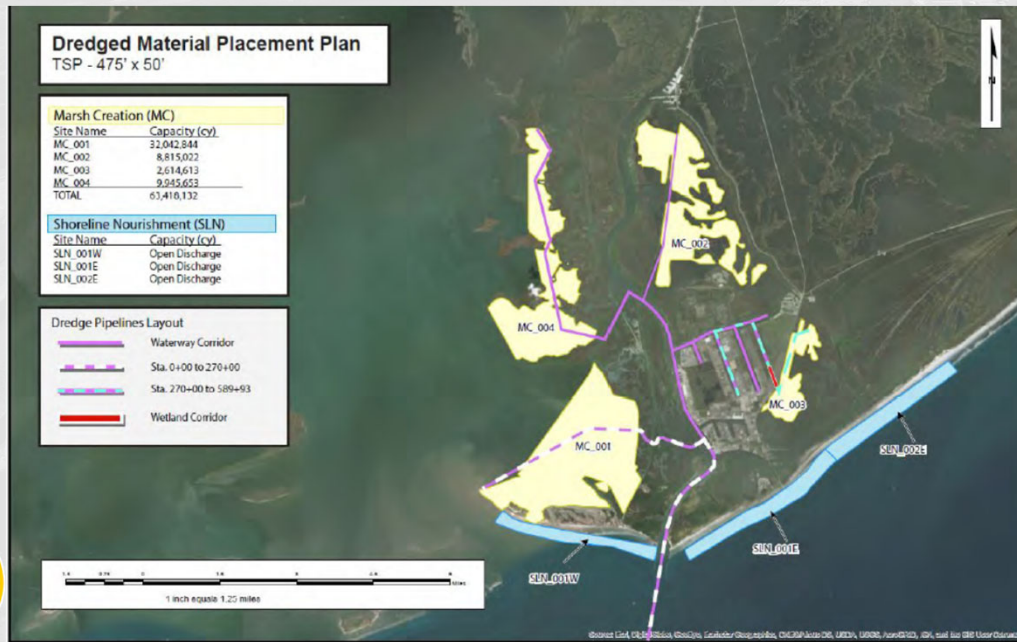 Dredged Material Placement Plan
TSP - 475' x 50'
N
Marsh Creation (MC)
Site Name Capacity (cy)
MC_001 32,042,844
MC_002 8,815,022
MC_003 2,614,613
MC_004 9,945,653
TOTAL 63,418,132
Shoreline Nourishment (SLN)
Site Name Capacity (cy)
SLN_001W Open Discharge
SLN_001E Open Discharge
SLN_002E Open Discharge
Dredge Pipelines Layout
Waterway Corridor
Sta. 0+00 to 270+00
Sta. 270+00 to 589+93
Wetland Corridor
MC_002
MC_004
MC_003
MC_001
SLN_002E
SLN_001E
SLN_001W
Miles
1 inch equals 1.25 miles